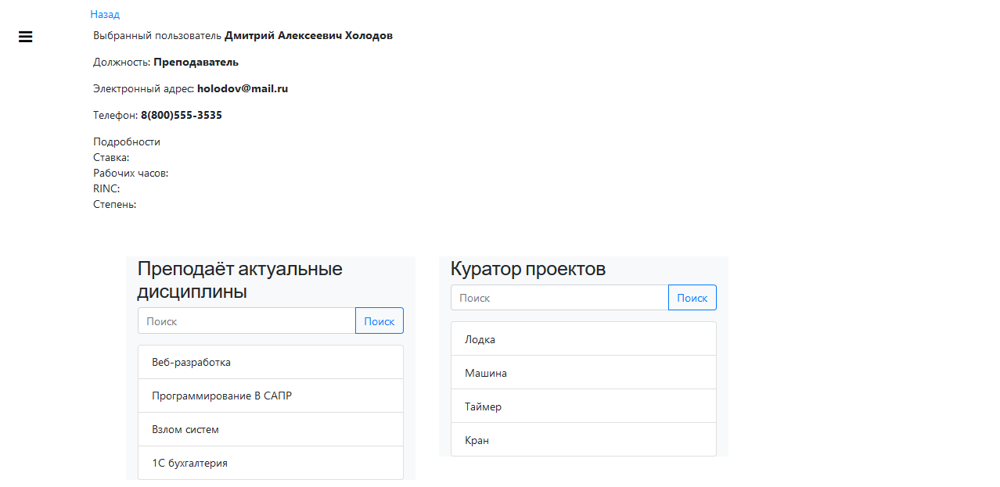 Назад
Выбранный пользователь Дмитрий Алексеевич Холодов
Должность: Преподаватель
Электронный адрес: holodov@mail.ru
Телефон: 8(800)555-3535
Подробности
Ставка:
Рабочих часов:
RINC:
Степень:
Преподаёт актуальные
дисциплины
Поиск Поиск
Веб-разработка
Программирование В САПР
Взлом систем
1С бухгалтерия
Куратор проектов
Поиск Поиск
Лодка
Машина
Таймер
Кран